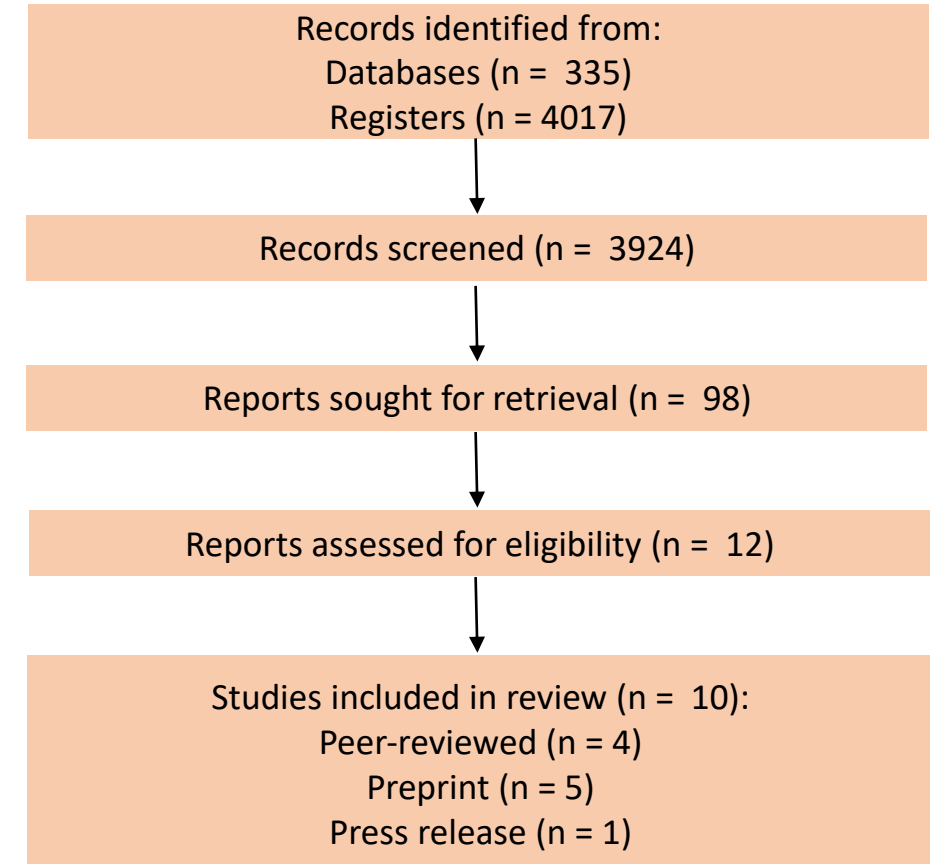 Records identified from:
Databases (n =  335)
Registers (n = 4017)
Records screened (n =  3924)
Reports sought for retrieval (n =  98)
Reports assessed for eligibility (n =  12)
Studies included in review (n =  10):
Peer-reviewed (n = 4)
Preprint (n = 5)
Press release (n = 1)